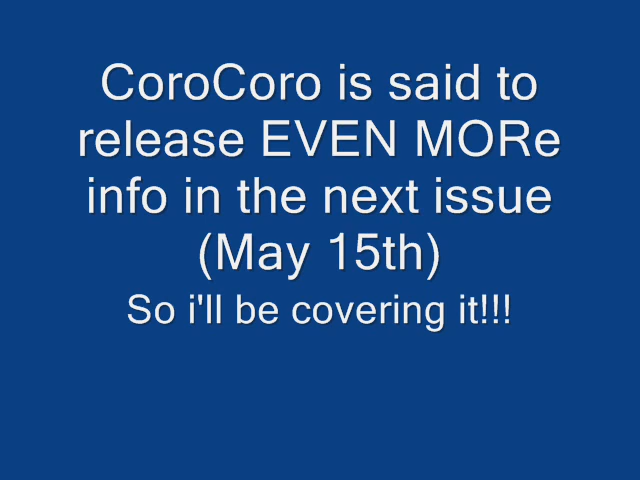 CoroCoro is said to
release EVEN MORe
info in the next issue
(May 15th)
So i'll be covering it!!!